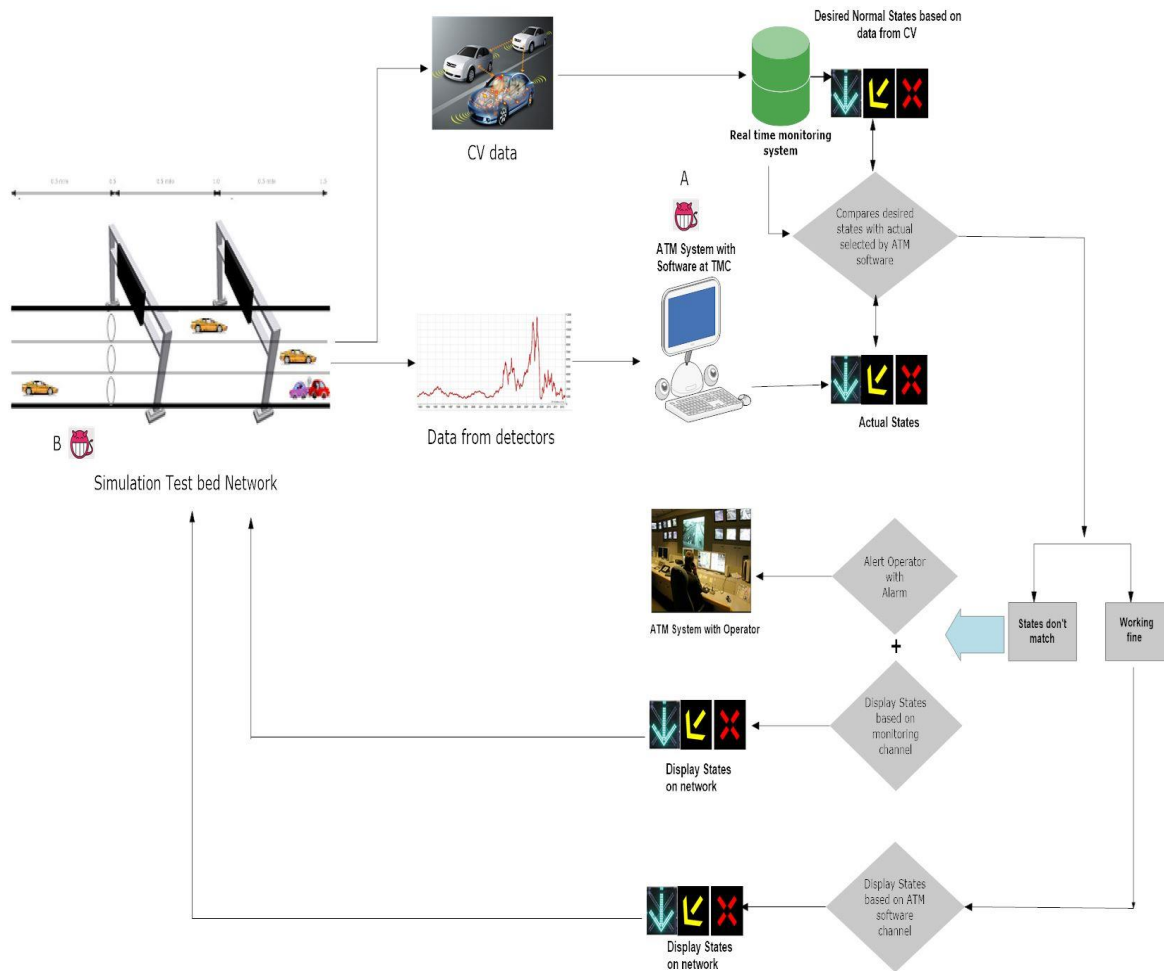 Desired Normal States based on
data from CV
CV data
Real time monitoring
system
A
ATM System with
Software at TMC
Compares desired
states with actual
selected by ATM
software
Actual States
Data from detectors
B
Simulation Test bed Network
Alert Operator
with
Alarm
ATM System with Operator
States don't
match
Working
fine
+
Display States
based on
monitoring
channel
Display States
on network
Display States
based on ATM
software
channel
Display States
on network